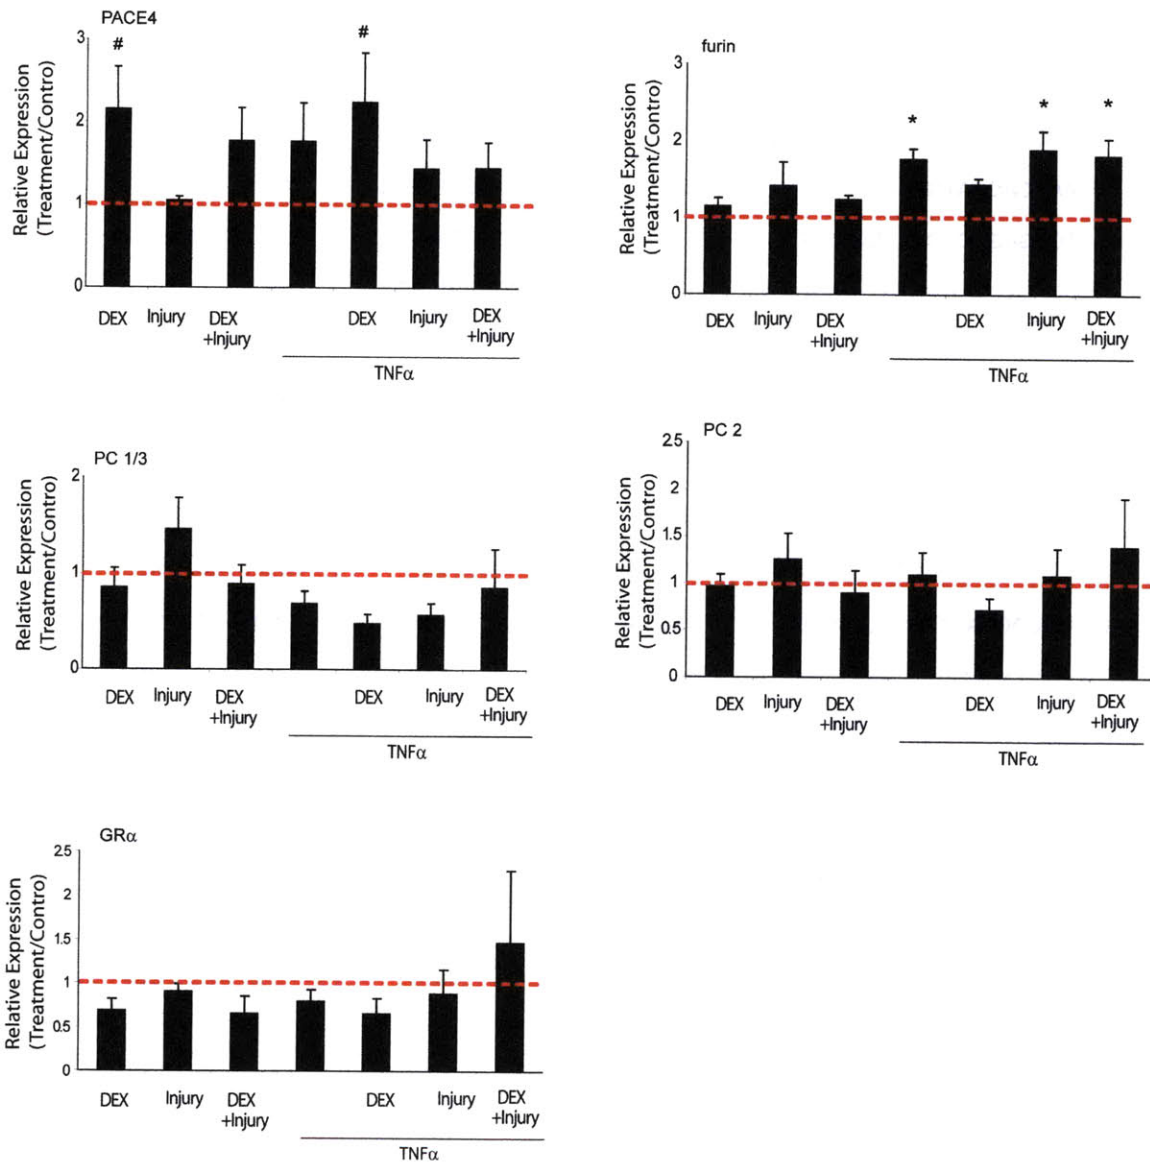 PACE4
Relative Expression
(Treatment/Contro)
3
2
1
0
#
#
DEX
Injury
DEX
+Injury
DEX
Injury
DEX
+Injury
TNFα
furin
Relative Expression
(Treatment/Contro)
3
2
1
0
*
*
*
DEX
Injury
DEX
+Injury
DEX
Injury
DEX
+Injury
TNFα
PC 1/3
Relative Expression
(Treatment/Contro)
2
1
0
DEX
Injury
DEX
+Injury
DEX
Injury
DEX
+Injury
TNFα
PC 2
Relative Expression
(Treatment/Contro)
2.5
2
1.5
1
0.5
0
DEX
Injury
DEX
+Injury
DEX
Injury
DEX
+Injury
TNFα
GRα
Relative Expression
(Treatment/Contro)
2.5
2
1.5
1
0.5
0
DEX
Injury
DEX
+Injury
DEX
Injury
DEX
+Injury
TNFα